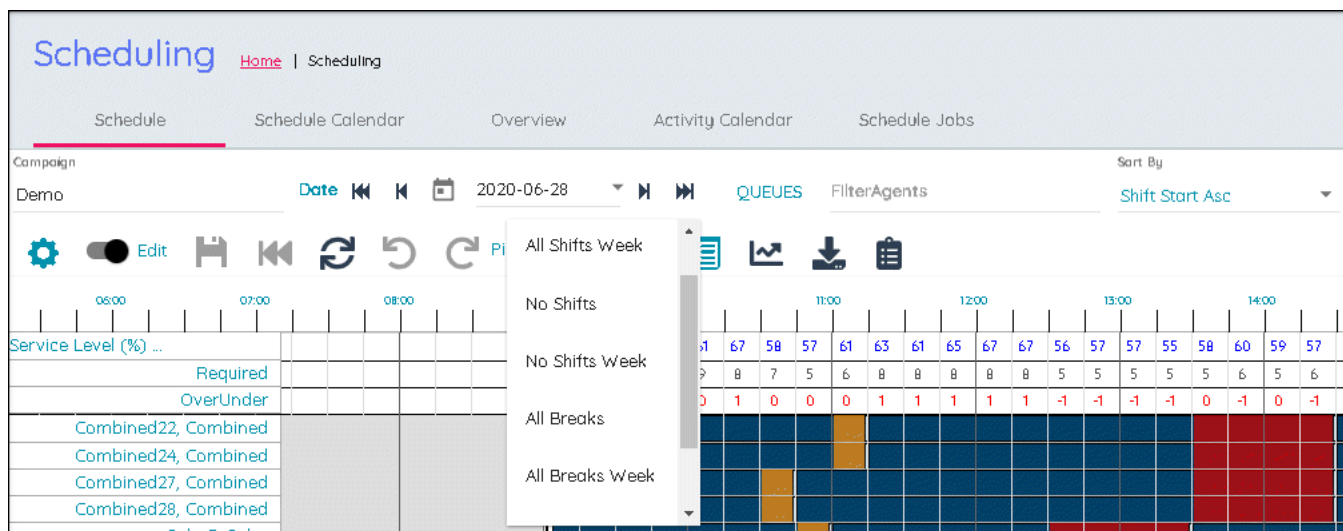 Scheduling Home | Scheduling
Schedule Schedule Calendar Overview Activity Calendar Schedule Jobs
Campaign Sort By
Demo Date 2020-06-28 QUEUES FilterAgents Shift Start Asc
Edit Pi
All Shifts Week
No Shifts
No Shifts Week
All Breaks
All Breaks Week
06:00 07:00 08:00 11:00 12:00 13:00 14:00
Service Level (%) ... 67 58 57 61 63 61 65 67 67 56 57 57 55 58 60 59 57
Required 8 7 5 6 8 8 8 8 8 5 5 5 5 5 6 5 6
OverUnder 1 0 0 0 1 1 1 1 1 -1 -1 -1 -1 0 -1 0 -1
Combined22, Combined
Combined24, Combined
Combined27, Combined
Combined28, Combined